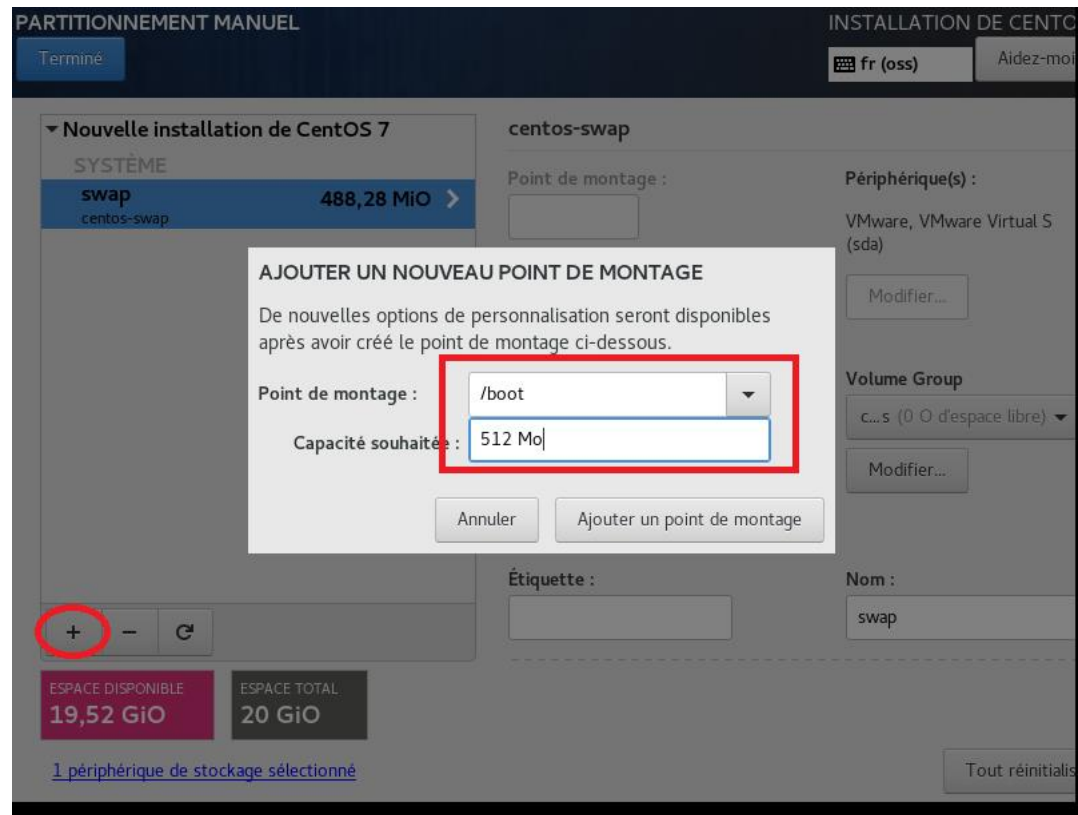 PARTITIONNEMENT MANUEL
INSTALLATION DE CENTO
Terminé
fr (oss)
Aidez-moi
Nouvelle installation de CentOS 7
SYSTÈME
swap
488,28 MiO
centos-swap
centos-swap
Point de montage :
Périphérique(s) :
VMware, VMware Virtual S
(sda)
Modifier...
AJOUTER UN NOUVEAU POINT DE MONTAGE
De nouvelles options de personnalisation seront disponibles
après avoir créé le point de montage ci-dessous.
Point de montage :
/boot
Capacité souhaitée :
512 Mo
Annuler
Ajouter un point de montage
Volume Group
c...s (0 O d'espace libre)
Modifier...
Étiquette :
Nom :
swap
+ –
ESPACE DISPONIBLE
19,52 GiO
ESPACE TOTAL
20 GiO
1 périphérique de stockage sélectionné
Tout réinitialis